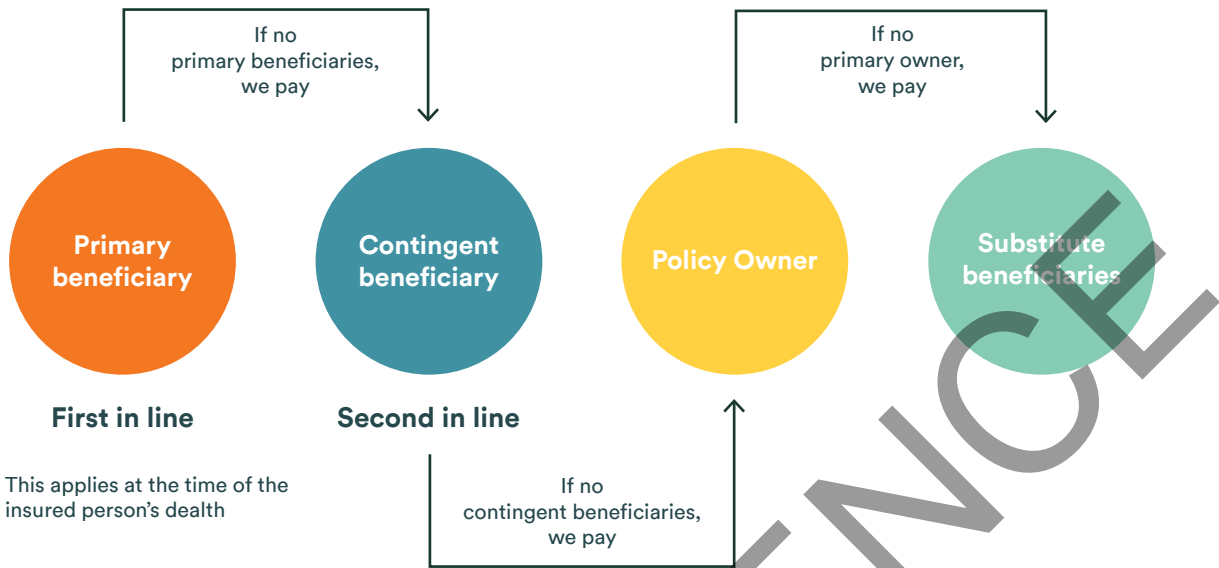 If no
primary beneficiaries,
we pay
If no
primary owner,
we pay
Primary
beneficiary
Contingent
beneficiary
Policy Owner
Substitute
beneficiaries
First in line
Second in line
This applies at the time of the
insured person's dealth
If no
contingent beneficiaries,
we pay
ENCE